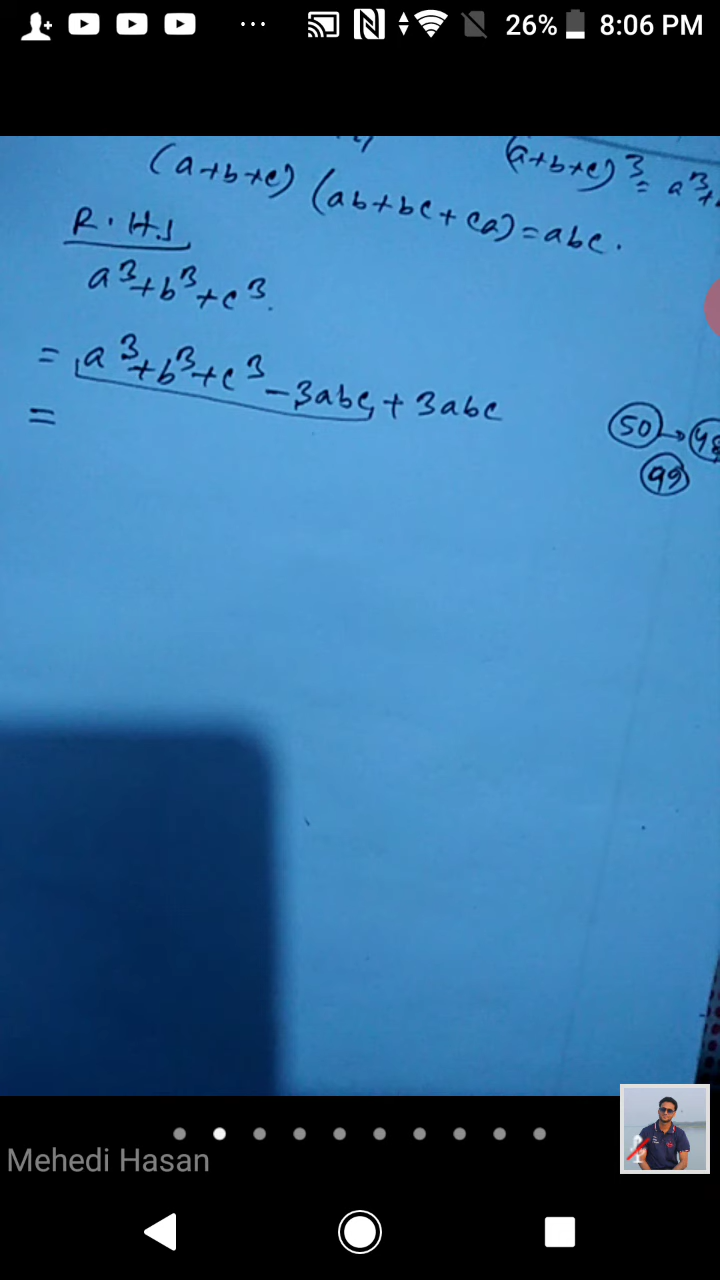 26% 8:06 PM
(a+b+c)³ = a³+
(a+b+c) (ab+bc+ca)=abc.
R.H.S
a³+b³+c³.
= a³+b³+c³-3abc+3abc
=
50 → 48
99
Mehedi Hasan